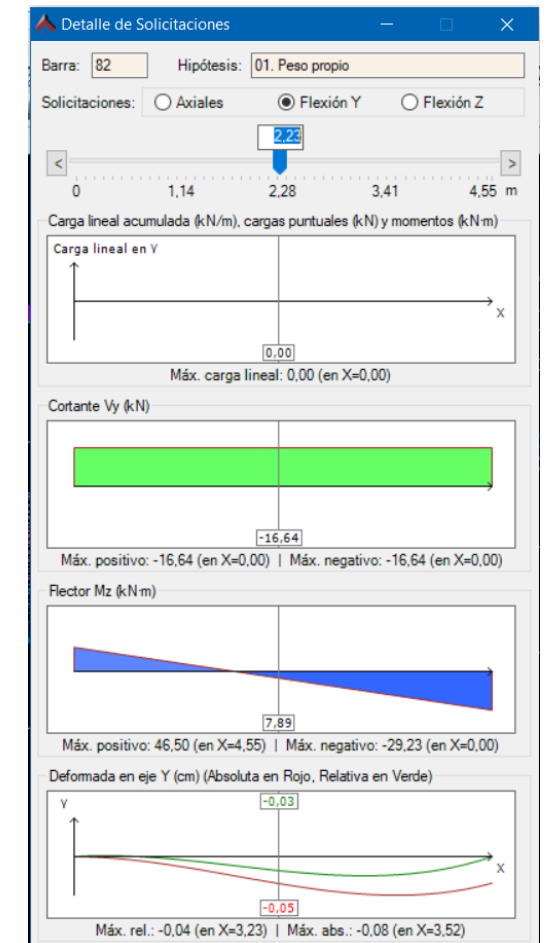 Detalle de Solicitaciones
Barra: 82 Hipótesis: 01. Peso propio
Solicitaciones: Axiales Flexión Y Flexión Z
2,23
< >
0 1,14 2,28 3,41 4,55 m
Carga lineal acumulada (kN/m), cargas puntuales (kN) y momentos (kN·m)
Carga lineal en Y
X
0,00
Máx. carga lineal: 0,00 (en X=0,00)
Cortante Vy (kN)
-16,64
Máx. positivo: -16,64 (en X=0,00) | Máx. negativo: -16,64 (en X=0,00)
Flector Mz (kN·m)
7,89
Máx. positivo: 46,50 (en X=4,55) | Máx. negativo: -29,23 (en X=0,00)
Deformada en eje Y (cm) (Absoluta en Rojo, Relativa en Verde)
Y -0,03
X
-0,05
Máx. rel.: -0,04 (en X=3,23) | Máx. abs.: -0,08 (en X=3,52)